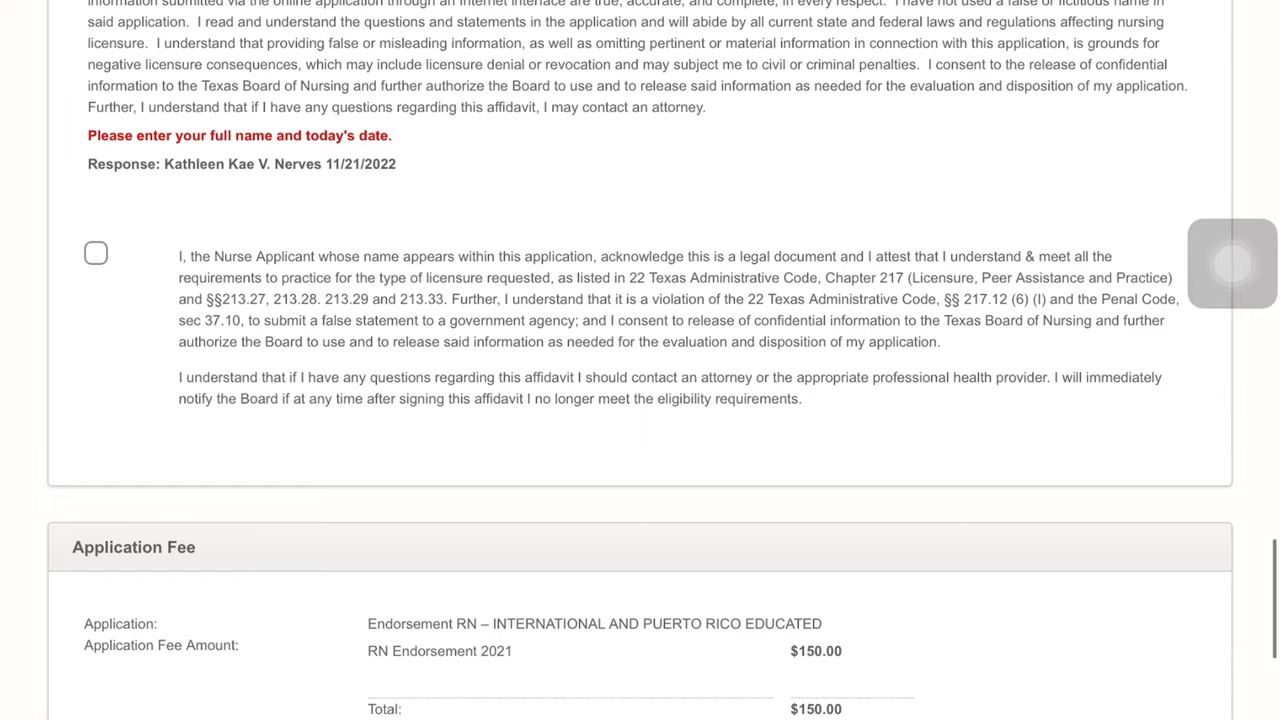 information submitted via the online application through an Internet interface are true, accurate, and complete, in every respect.  I have not used a false or fictitious name in
said application.  I read and understand the questions and statements in the application and will abide by all current state and federal laws and regulations affecting nursing
licensure.  I understand that providing false or misleading information, as well as omitting pertinent or material information in connection with this application, is grounds for
negative licensure consequences, which may include licensure denial or revocation and may subject me to civil or criminal penalties.  I consent to the release of confidential
information to the Texas Board of Nursing and further authorize the Board to use and to release said information as needed for the evaluation and disposition of my application.
Further, I understand that if I have any questions regarding this affidavit, I may contact an attorney.
Please enter your full name and today's date.
Response: Kathleen Kae V. Nerves 11/21/2022
I, the Nurse Applicant whose name appears within this application, acknowledge this is a legal document and I attest that I understand & meet all the
requirements to practice for the type of licensure requested, as listed in 22 Texas Administrative Code, Chapter 217 (Licensure, Peer Assistance and Practice)
and §§213.27, 213.28. 213.29 and 213.33. Further, I understand that it is a violation of the 22 Texas Administrative Code, §§ 217.12 (6) (I) and the Penal Code,
sec 37.10, to submit a false statement to a government agency; and I consent to release of confidential information to the Texas Board of Nursing and further
authorize the Board to use and to release said information as needed for the evaluation and disposition of my application.
I understand that if I have any questions regarding this affidavit I should contact an attorney or the appropriate professional health provider. I will immediately
notify the Board if at any time after signing this affidavit I no longer meet the eligibility requirements.
Application Fee
Application: Endorsement RN – INTERNATIONAL AND PUERTO RICO EDUCATED
Application Fee Amount:
RN Endorsement 2021 $150.00
Total: $150.00